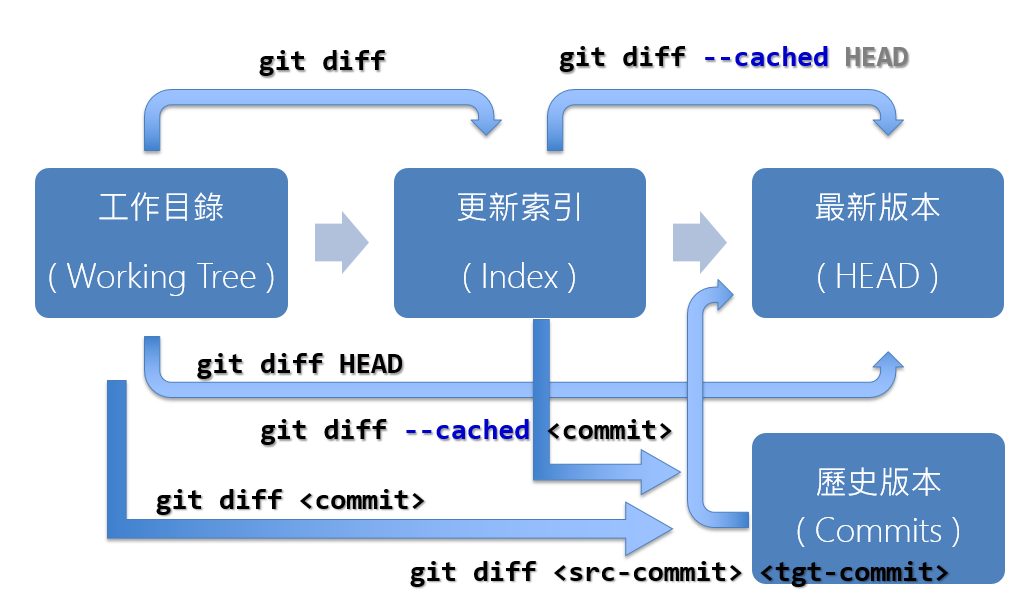 git diff
git diff --cached HEAD
工作目錄
( Working Tree )
更新索引
( Index )
最新版本
( HEAD )
git diff HEAD
git diff --cached <commit>
git diff <commit>
歷史版本
( Commits )
git diff <src-commit> <tgt-commit>